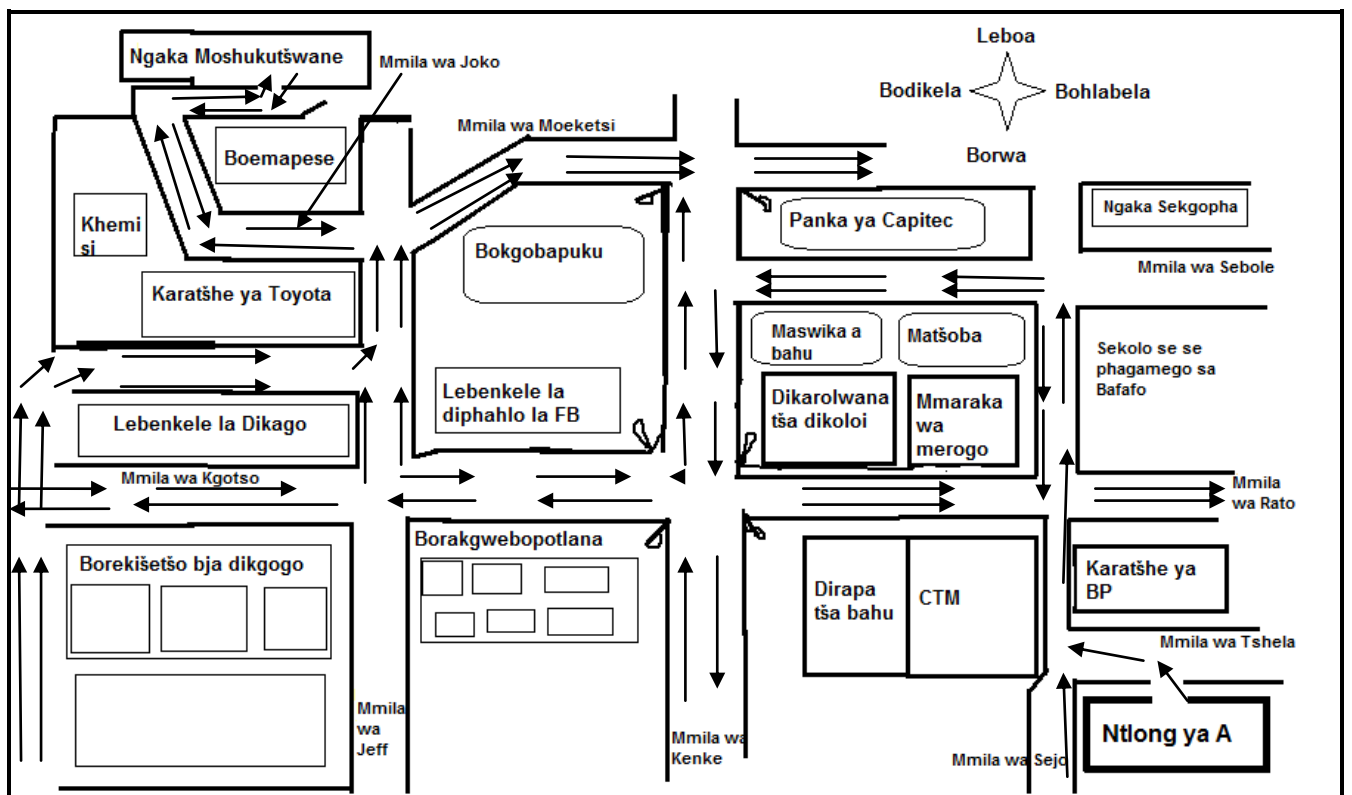 Leboa
Ngaka Moshukutšwane
Mmila wa Joko
Bodikela
Bohlabela
Mmila wa Moeketsi
Borwa
Boemapese
Khemi
si
Panka ya Capitec
Ngaka Sekgopha
Bokgobapuku
Mmila wa Sebole
Karatšhe ya Toyota
Maswika a
bahu
Matšoba
Sekolo se se
phagamego sa
Bafafo
Lebenkele la
diphahlo la FB
Dikarolwana
tša dikoloi
Mmaraka
wa
merogo
Lebenkele la Dikago
Mmila wa Kgotso
Mmila
wa Rato
Borakgwebopotlana
Borekišetšo bja dikgogo
Dirapa
tša bahu
CTM
Karatšhe ya
BP
Mmila wa Tshela
Mmila
wa
Jeff
Mmila wa
Kenke
Mmila wa Sejo
Ntlong ya A